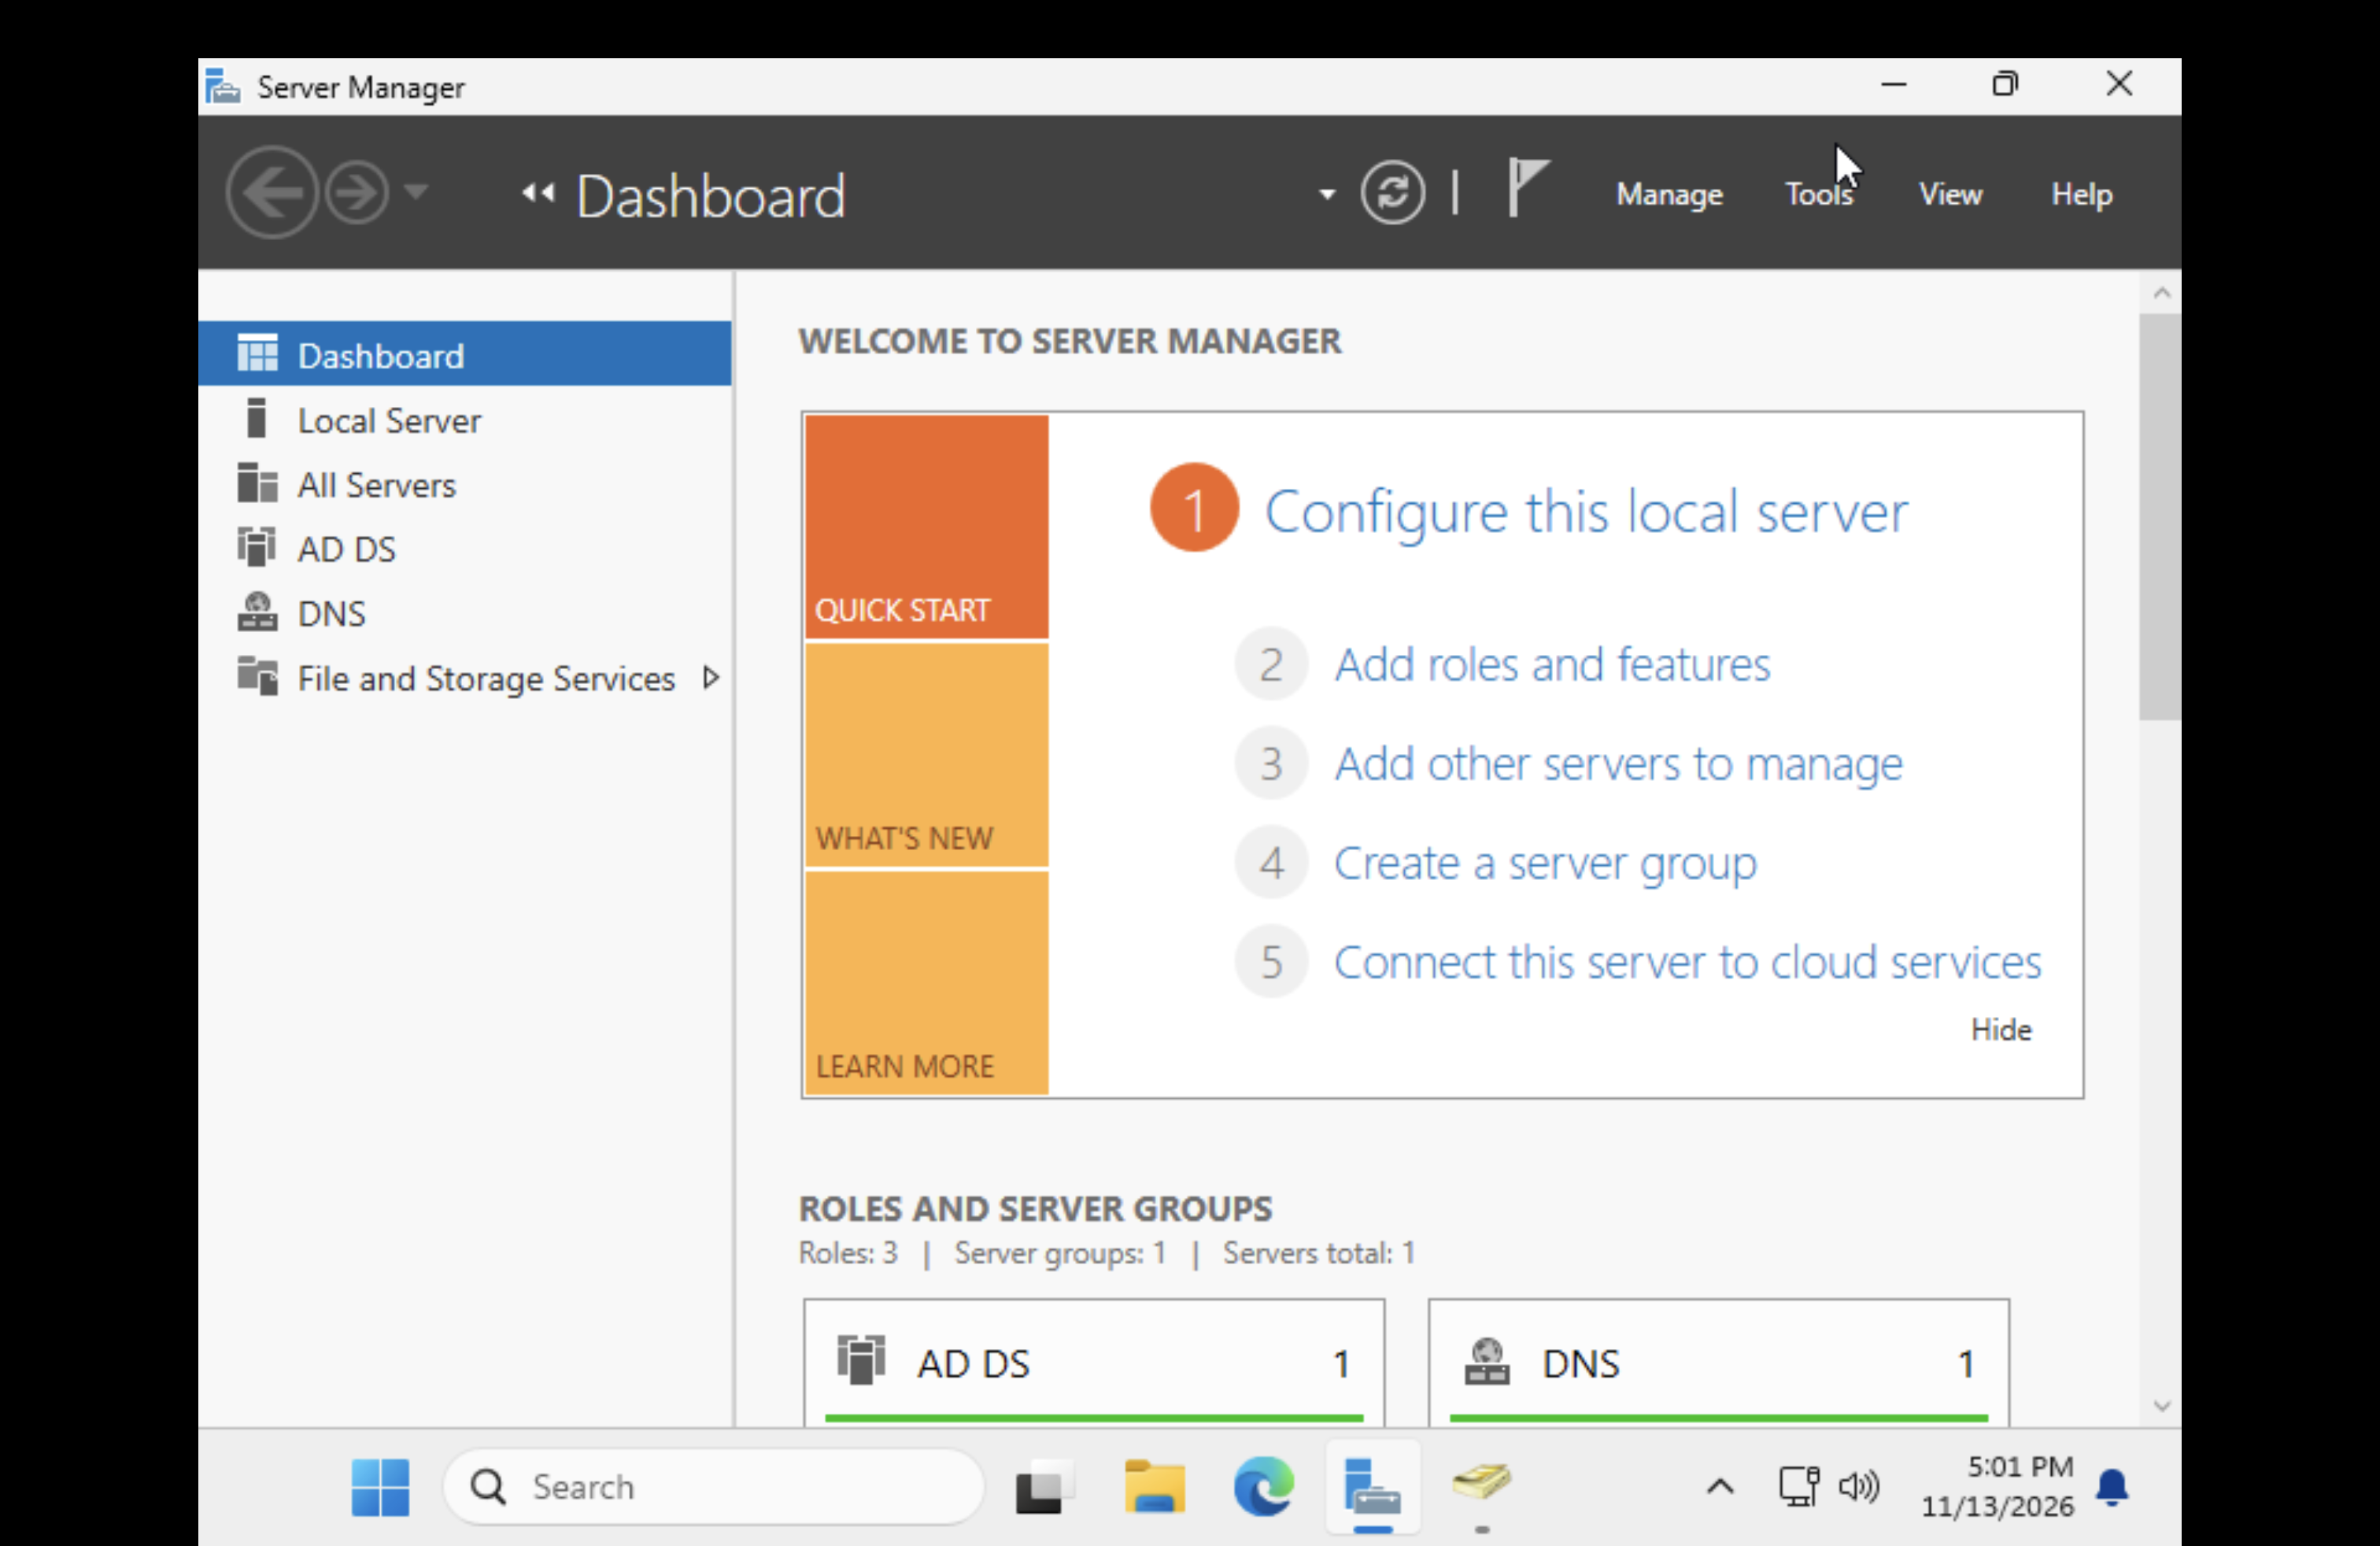 Server Manager
Dashboard
Manage Tools View Help
Dashboard
Local Server
All Servers
AD DS
DNS
File and Storage Services
WELCOME TO SERVER MANAGER
QUICK START
WHAT'S NEW
LEARN MORE
1 Configure this local server
2 Add roles and features
3 Add other servers to manage
4 Create a server group
5 Connect this server to cloud services
Hide
ROLES AND SERVER GROUPS
Roles: 3 | Server groups: 1 | Servers total: 1
AD DS 1
DNS 1
Search
5:01 PM
11/13/2026